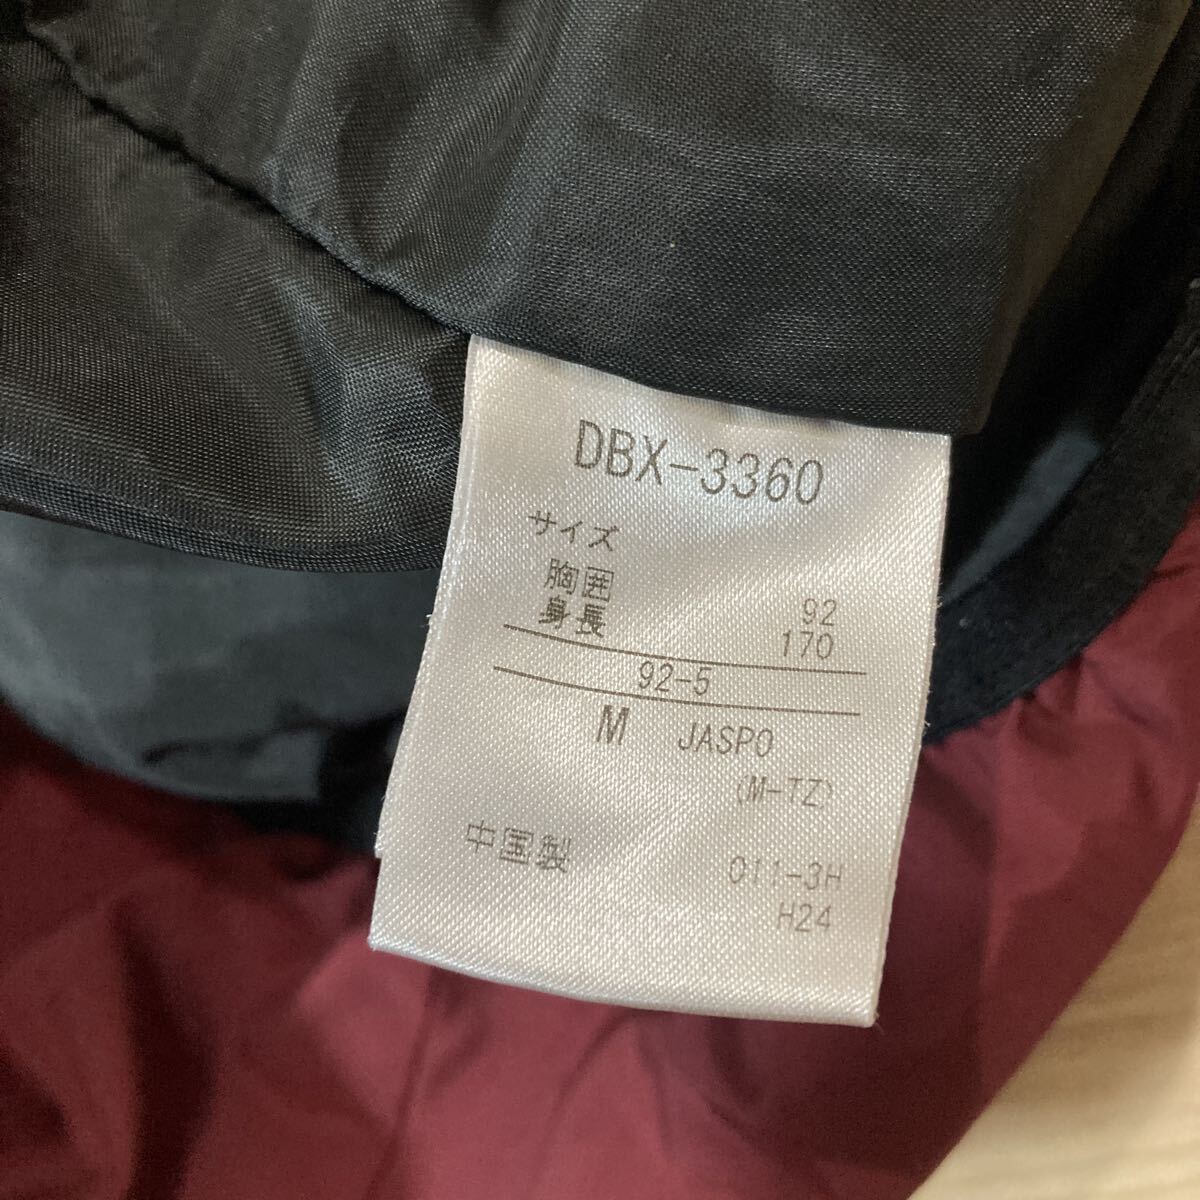 DBX-3360
サイズ
胸囲 92
身長 170
92-5
M JASPO
(M-TZ)
中国製 011-3H
H24